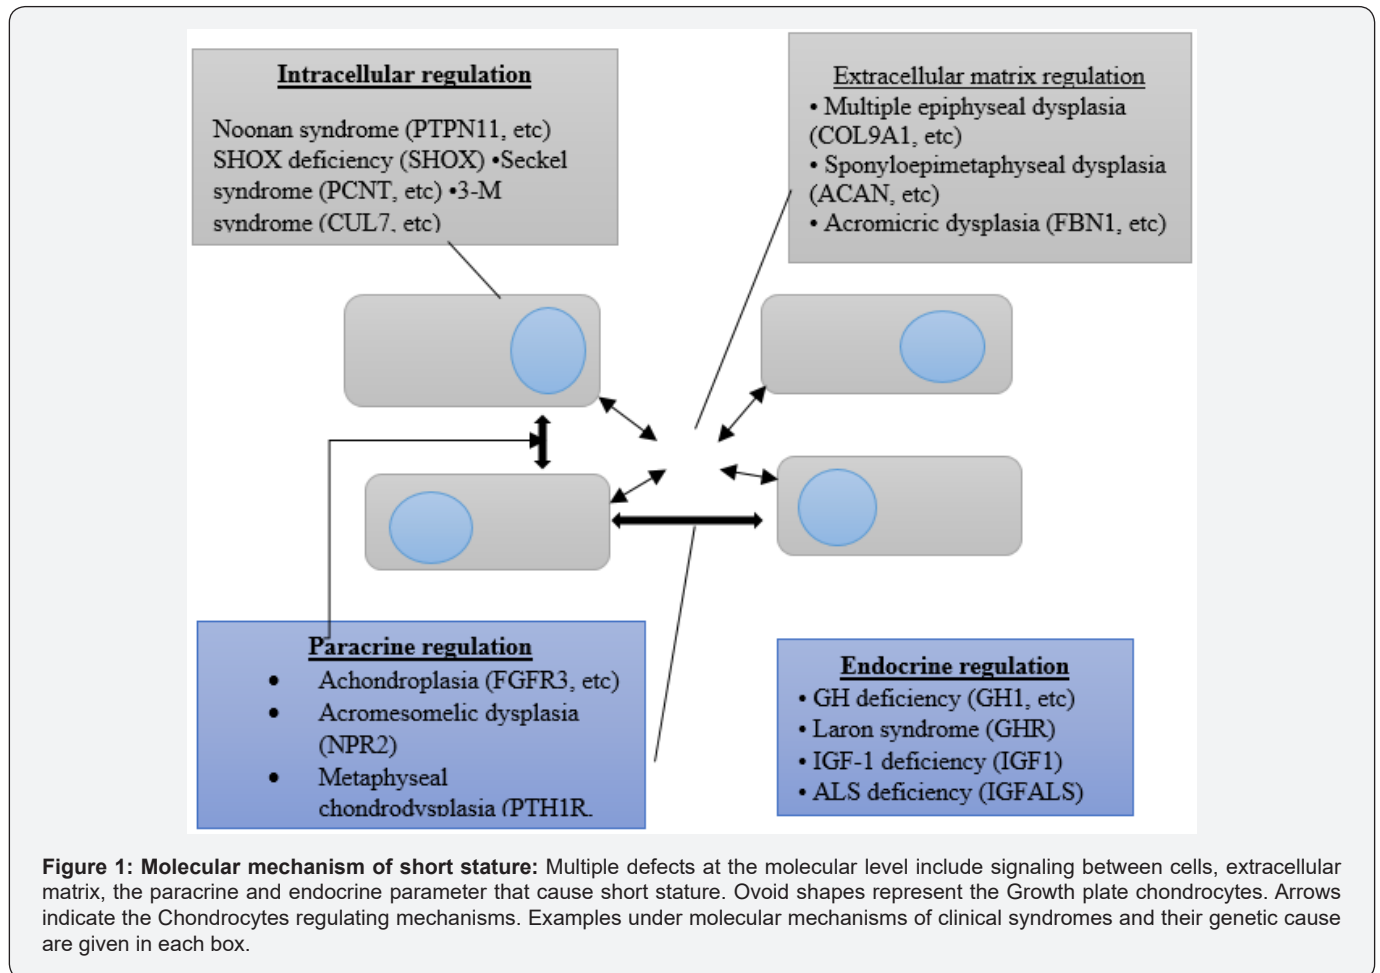 Intracellular regulation
Noonan syndrome (PTPN11, etc)
SHOX deficiency (SHOX) •Seckel
syndrome (PCNT, etc) •3-M
syndrome (CUL7, etc)
Extracellular matrix regulation
• Multiple epiphyseal dysplasia
(COL9A1, etc)
• Sponyloepimetaphyseal dysplasia
(ACAN, etc)
• Acromicric dysplasia (FBN1, etc)
Paracrine regulation
• Achondroplasia (FGFR3, etc)
• Acromesomelic dysplasia
(NPR2)
• Metaphyseal
chondrodysplasia (PTH1R,
Endocrine regulation
• GH deficiency (GH1, etc)
• Laron syndrome (GHR)
• IGF-1 deficiency (IGF1)
• ALS deficiency (IGFALS)
Figure 1: Molecular mechanism of short stature: Multiple defects at the molecular level include signaling between cells, extracellular
matrix, the paracrine and endocrine parameter that cause short stature. Ovoid shapes represent the Growth plate chondrocytes. Arrows
indicate the Chondrocytes regulating mechanisms. Examples under molecular mechanisms of clinical syndromes and their genetic cause
are given in each box.